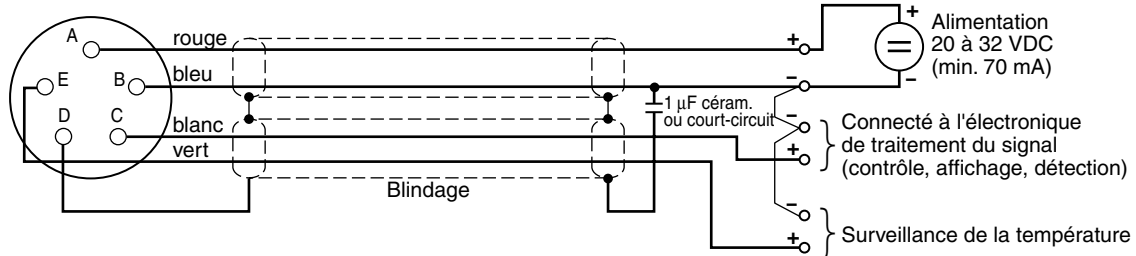 A
rouge
+
+
Alimentation
20 à 32 VDC
(min. 70 mA)
E
B
bleu
–
–
D
C
blanc
1 µF céram.
ou court-circuit
–
Connecté à l'électronique
de traitement du signal
(contrôle, affichage, détection)
vert
+
Blindage
–
Surveillance de la température
+